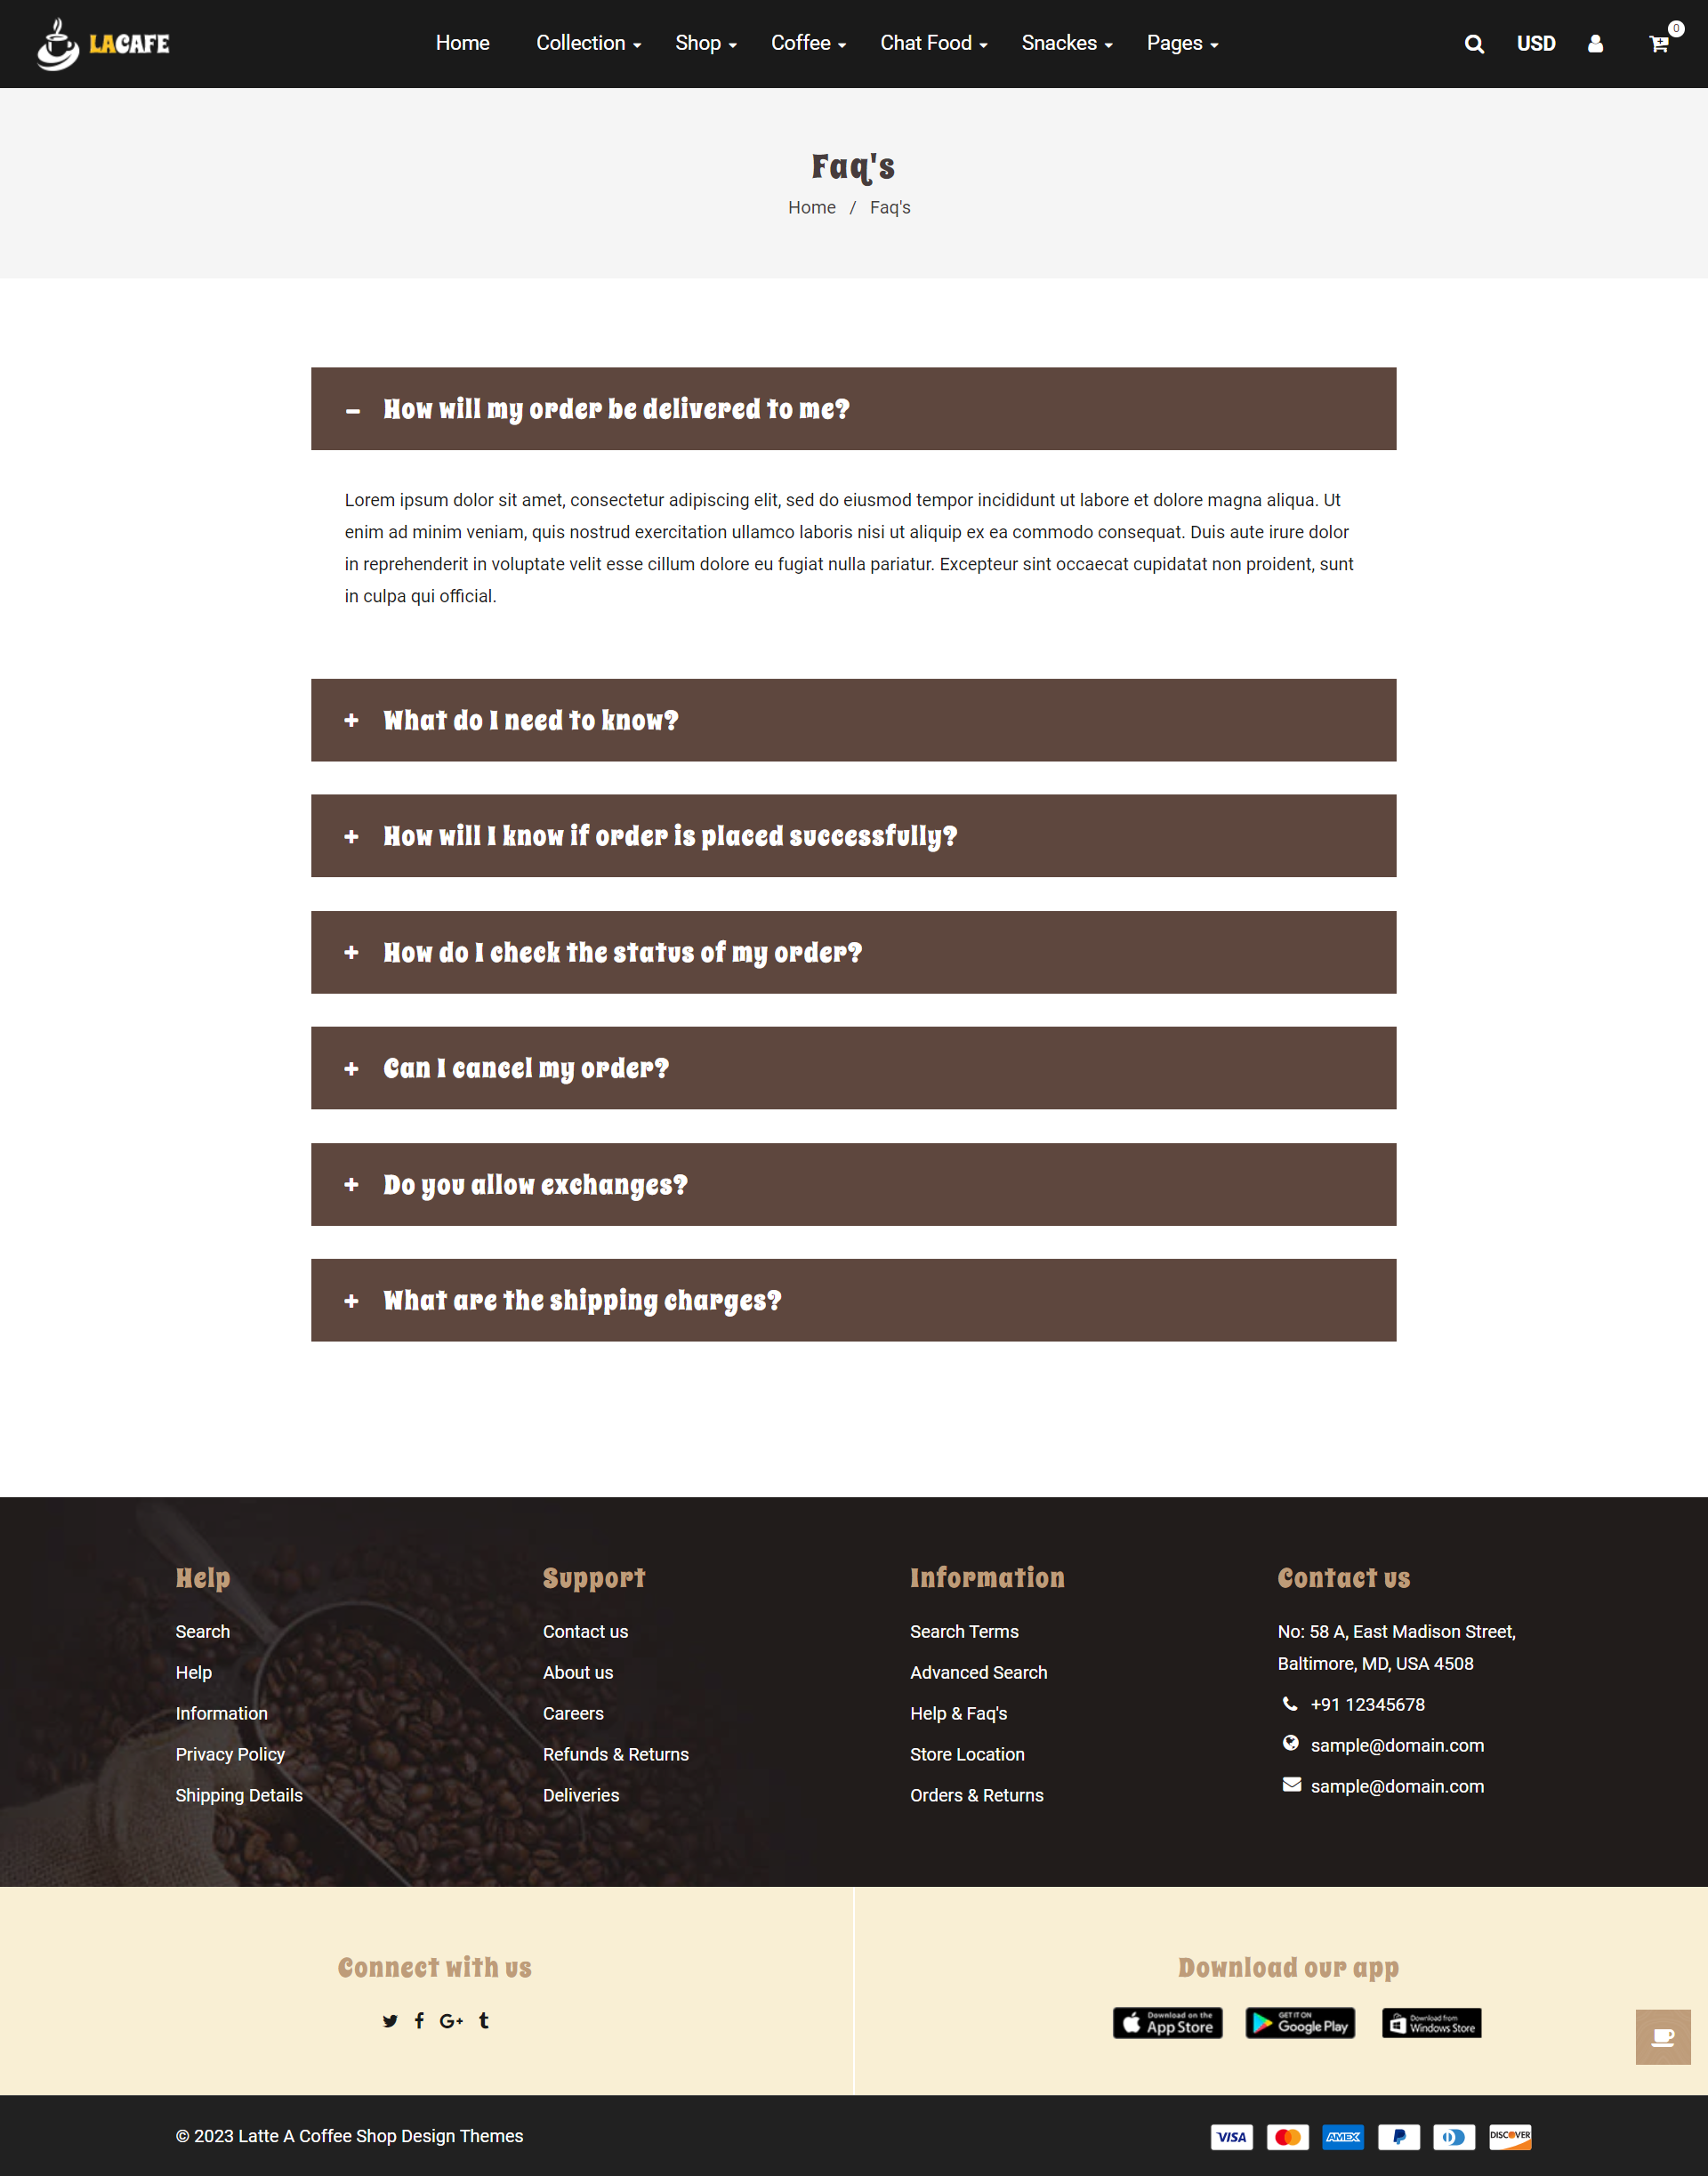 LACAFE
Home Collection Shop Coffee Chat Food Snackes Pages
USD
0
Faq's
Home / Faq's
How will my order be delivered to me?
Lorem ipsum dolor sit amet, consectetur adipiscing elit, sed do eiusmod tempor incididunt ut labore et dolore magna aliqua. Ut
enim ad minim veniam, quis nostrud exercitation ullamco laboris nisi ut aliquip ex ea commodo consequat. Duis aute irure dolor
in reprehenderit in voluptate velit esse cillum dolore eu fugiat nulla pariatur. Excepteur sint occaecat cupidatat non proident, sunt
in culpa qui official.
What do I need to know?
How will I know if order is placed successfully?
How do I check the status of my order?
Can I cancel my order?
Do you allow exchanges?
What are the shipping charges?
Help
Search
Help
Information
Privacy Policy
Shipping Details
Support
Contact us
About us
Careers
Refunds & Returns
Deliveries
Information
Search Terms
Advanced Search
Help & Faq's
Store Location
Orders & Returns
Contact us
No: 58 A, East Madison Street,
Baltimore, MD, USA 4508
+91 12345678
sample@domain.com
sample@domain.com
Connect with us
Download our app
Download on the
App Store
GET IT ON
Google Play
Download from
Windows Store
© 2023 Latte A Coffee Shop Design Themes
VISA
AMEX
DISCOVER